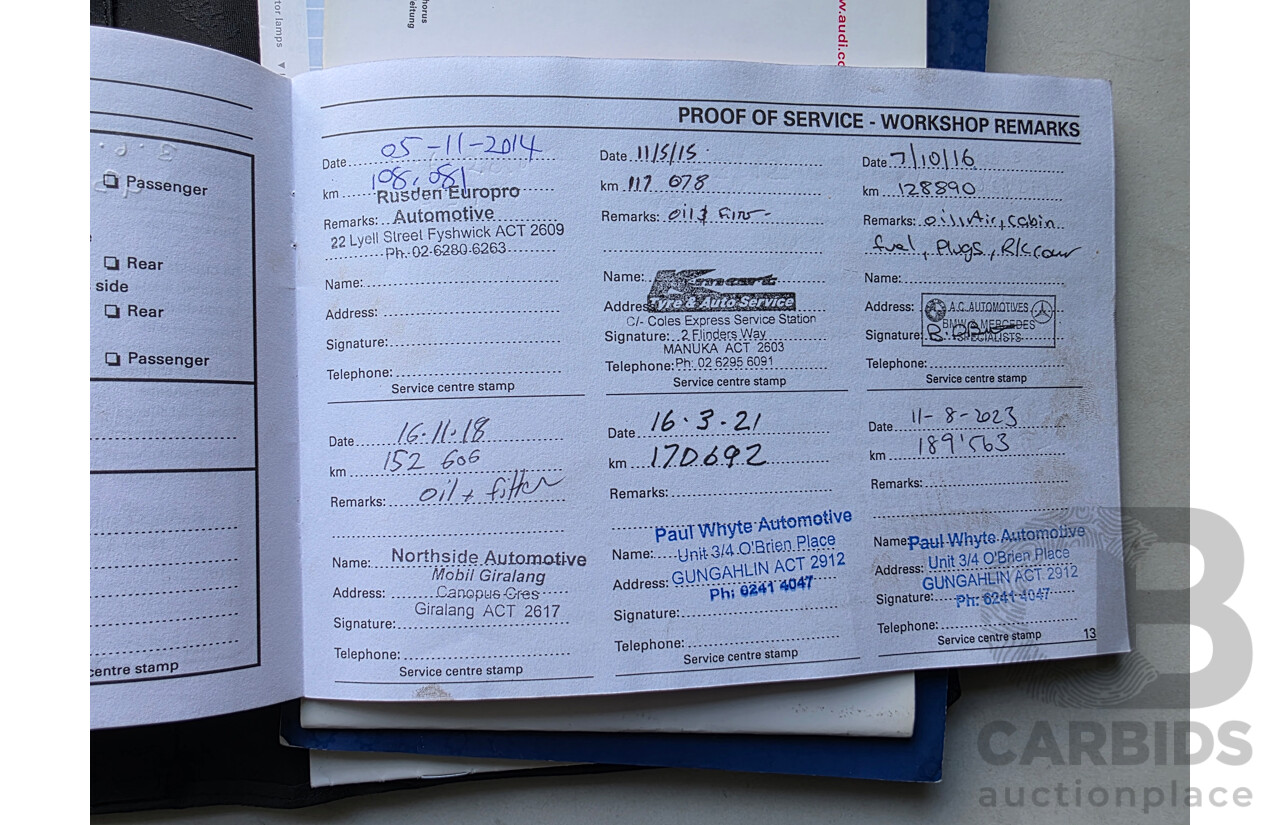 tor lamps
horus
eitung
w.audi.co
Passenger
Rear
side
Rear
Passenger
centre stamp
PROOF OF SERVICE - WORKSHOP REMARKS
Date 05-11-2014
km 108,081
Rusden Europro
Remarks: Automotive
22 Lyell Street Fyshwick ACT 2609
Ph. 02-6280-6263
Name:
Address:
Signature:
Telephone:
Service centre stamp
Date 11/5/15
km 117 078
Remarks: oil &
Name: Kmart
Address: Tyre & Auto Service
C/- Coles Express Service Station
Signature: 2 Flinders Way
MANUKA ACT 2603
Telephone: Ph: 02 6295 6091
Service centre stamp
Date 7/10/16
km 128890
Remarks: oil, Air, Cabin
fuel, Plugs,
Name:
Address: A.C. AUTOMOTIVES
BMW & MERCEDES
Signature: SPECIALISTS
Telephone:
Service centre stamp
Date 16.11.18
km 152 606
Remarks: oil + filter
Name: Northside Automotive
Mobil Giralang
Address: Canopus Cres
Giralang ACT 2617
Signature:
Telephone:
Service centre stamp
Date 16.3.21
km 170692
Remarks:
Paul Whyte Automotive
Name: Unit 3/4 O'Brien Place
Address: GUNGAHLIN ACT 2912
Ph: 6241 4047
Signature:
Telephone:
Service centre stamp
Date 11-8-2023
km 189'563
Remarks:
Name: Paul Whyte Automotive
Address: Unit 3/4 O'Brien Place
GUNGAHLIN ACT 2912
Signature: Ph: 6241 4047
Telephone:
Service centre stamp
13
CARBIDS
auctionplace